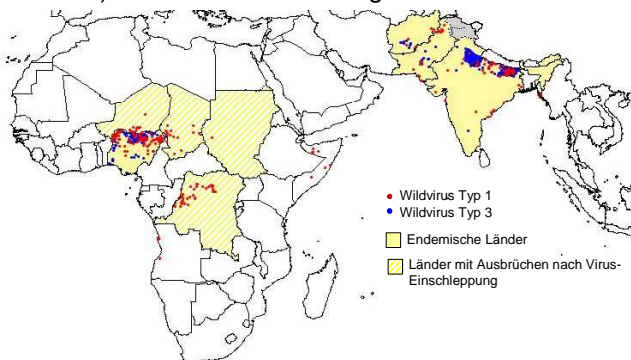 Wildvirus Typ 1
Wildvirus Typ 3
Endemische Länder
Länder mit Ausbrüchen nach Virus-
Einschleppung